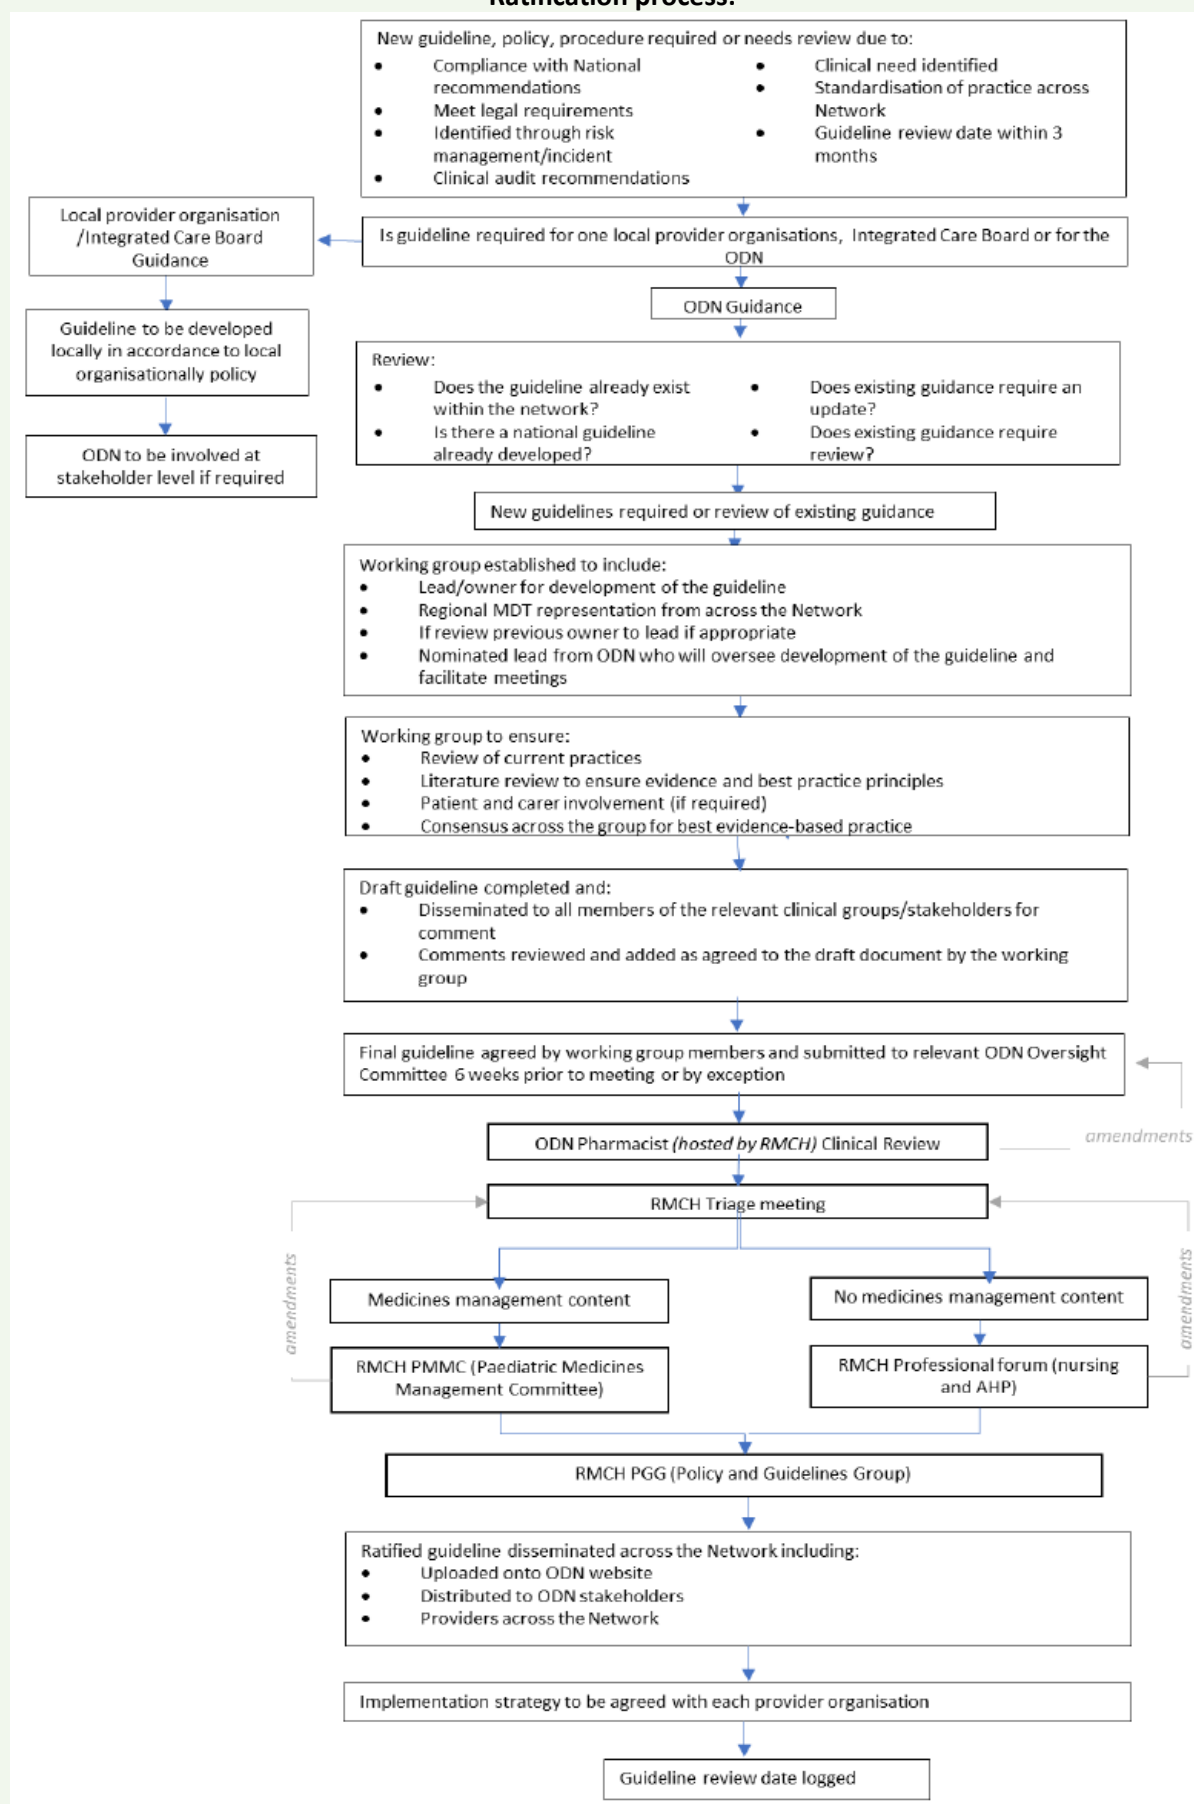 Ratification process:
New guideline, policy, procedure required or needs review due to:
• Compliance with National
recommendations
• Meet legal requirements
• Identified through risk
management/incident
• Clinical audit recommendations
• Clinical need identified
• Standardisation of practice across
Network
• Guideline review date within 3
months
Local provider organisation
/Integrated Care Board
Guidance
Is guideline required for one local provider organisations, Integrated Care Board or for the
ODN
ODN Guidance
Guideline to be developed
locally in accordance to local
organisationally policy
Review:
• Does the guideline already exist
within the network?
• Is there a national guideline
already developed?
• Does existing guidance require an
update?
• Does existing guidance require
review?
ODN to be involved at
stakeholder level if required
New guidelines required or review of existing guidance
Working group established to include:
• Lead/owner for development of the guideline
• Regional MDT representation from across the Network
• If review previous owner to lead if appropriate
• Nominated lead from ODN who will oversee development of the guideline and
facilitate meetings
Working group to ensure:
• Review of current practices
• Literature review to ensure evidence and best practice principles
• Patient and carer involvement (if required)
• Consensus across the group for best evidence-based practice
Draft guideline completed and:
• Disseminated to all members of the relevant clinical groups/stakeholders for
comment
• Comments reviewed and added as agreed to the draft document by the working
group
Final guideline agreed by working group members and submitted to relevant ODN Oversight
Committee 6 weeks prior to meeting or by exception
amendments
ODN Pharmacist (hosted by RMCH) Clinical Review
RMCH Triage meeting
amendments
amendments
Medicines management content
No medicines management content
RMCH PMMC (Paediatric Medicines
Management Committee)
RMCH Professional forum (nursing
and AHP)
RMCH PGG (Policy and Guidelines Group)
Ratified guideline disseminated across the Network including:
• Uploaded onto ODN website
• Distributed to ODN stakeholders
• Providers across the Network
Implementation strategy to be agreed with each provider organisation
Guideline review date logged